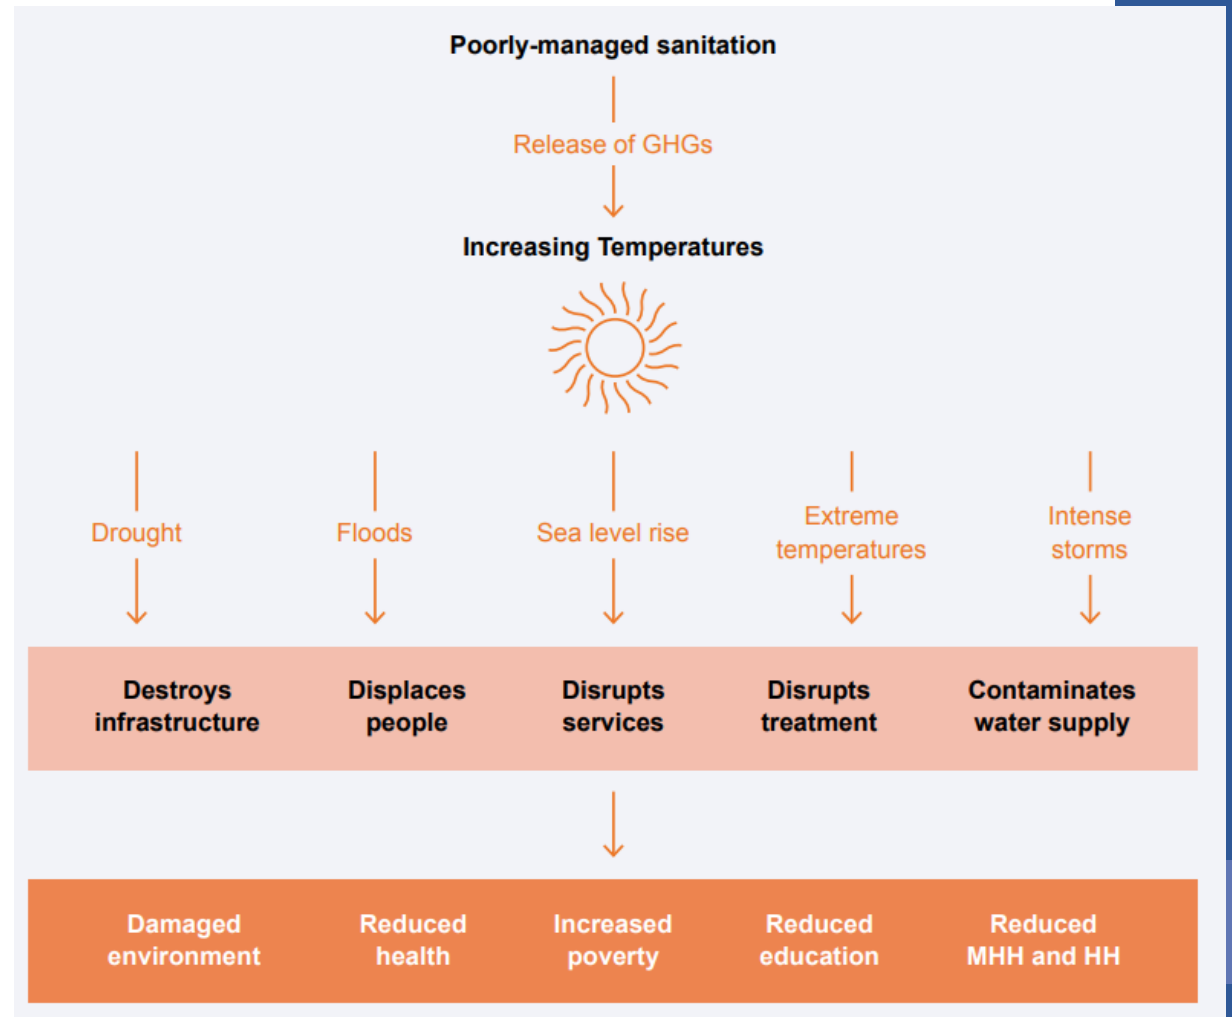 Poorly-managed sanitation
Release of GHGs
Increasing Temperatures
Drought
Floods
Sea level rise
Extreme
temperatures
Intense
storms
Destroys
infrastructure
Displaces
people
Disrupts
services
Disrupts
treatment
Contaminates
water supply
Damaged
environment
Reduced
health
Increased
poverty
Reduced
education
Reduced
MHH and HH